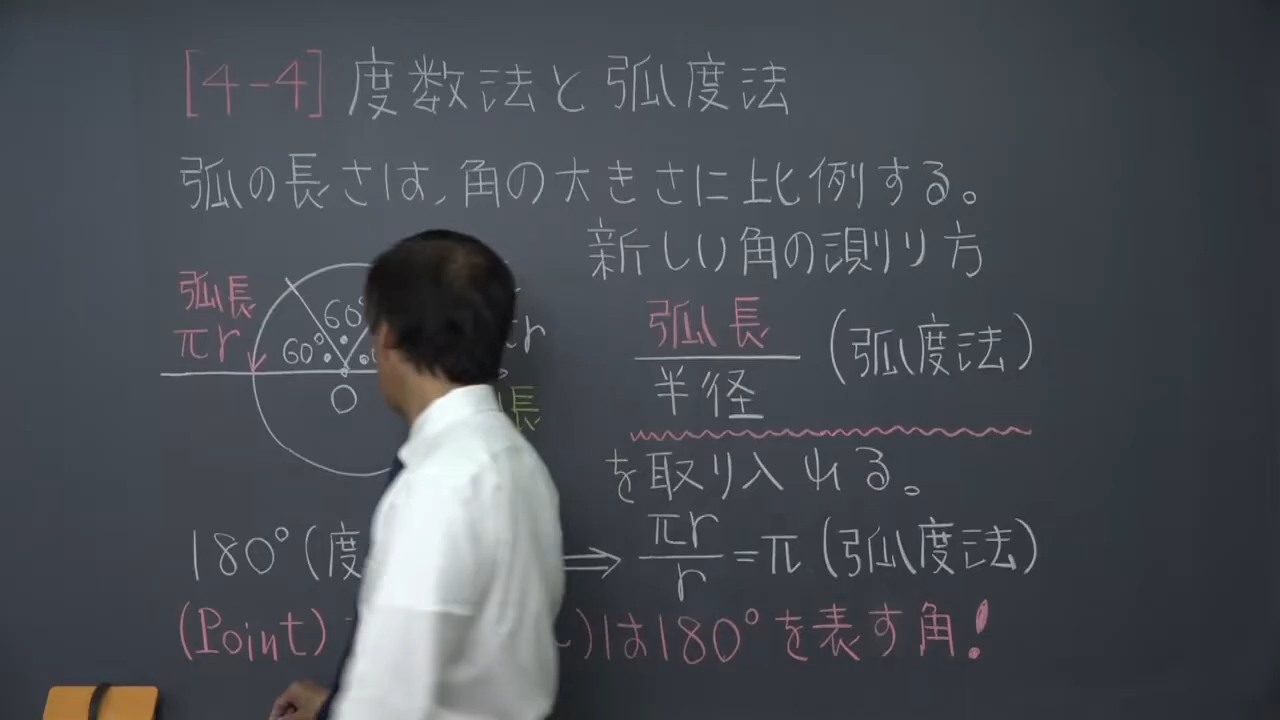 [4-4] 度数法と弧度法
弧の長さは、角の大きさに比例する。
新しい角の測り方
弧長
πr
60°
60°
O
πr
長
弧長
半径
(弧度法)
を取り入れる。
180°(度
⇒ πr/r = π (弧度法)
(Point)
)は180°を表す角!